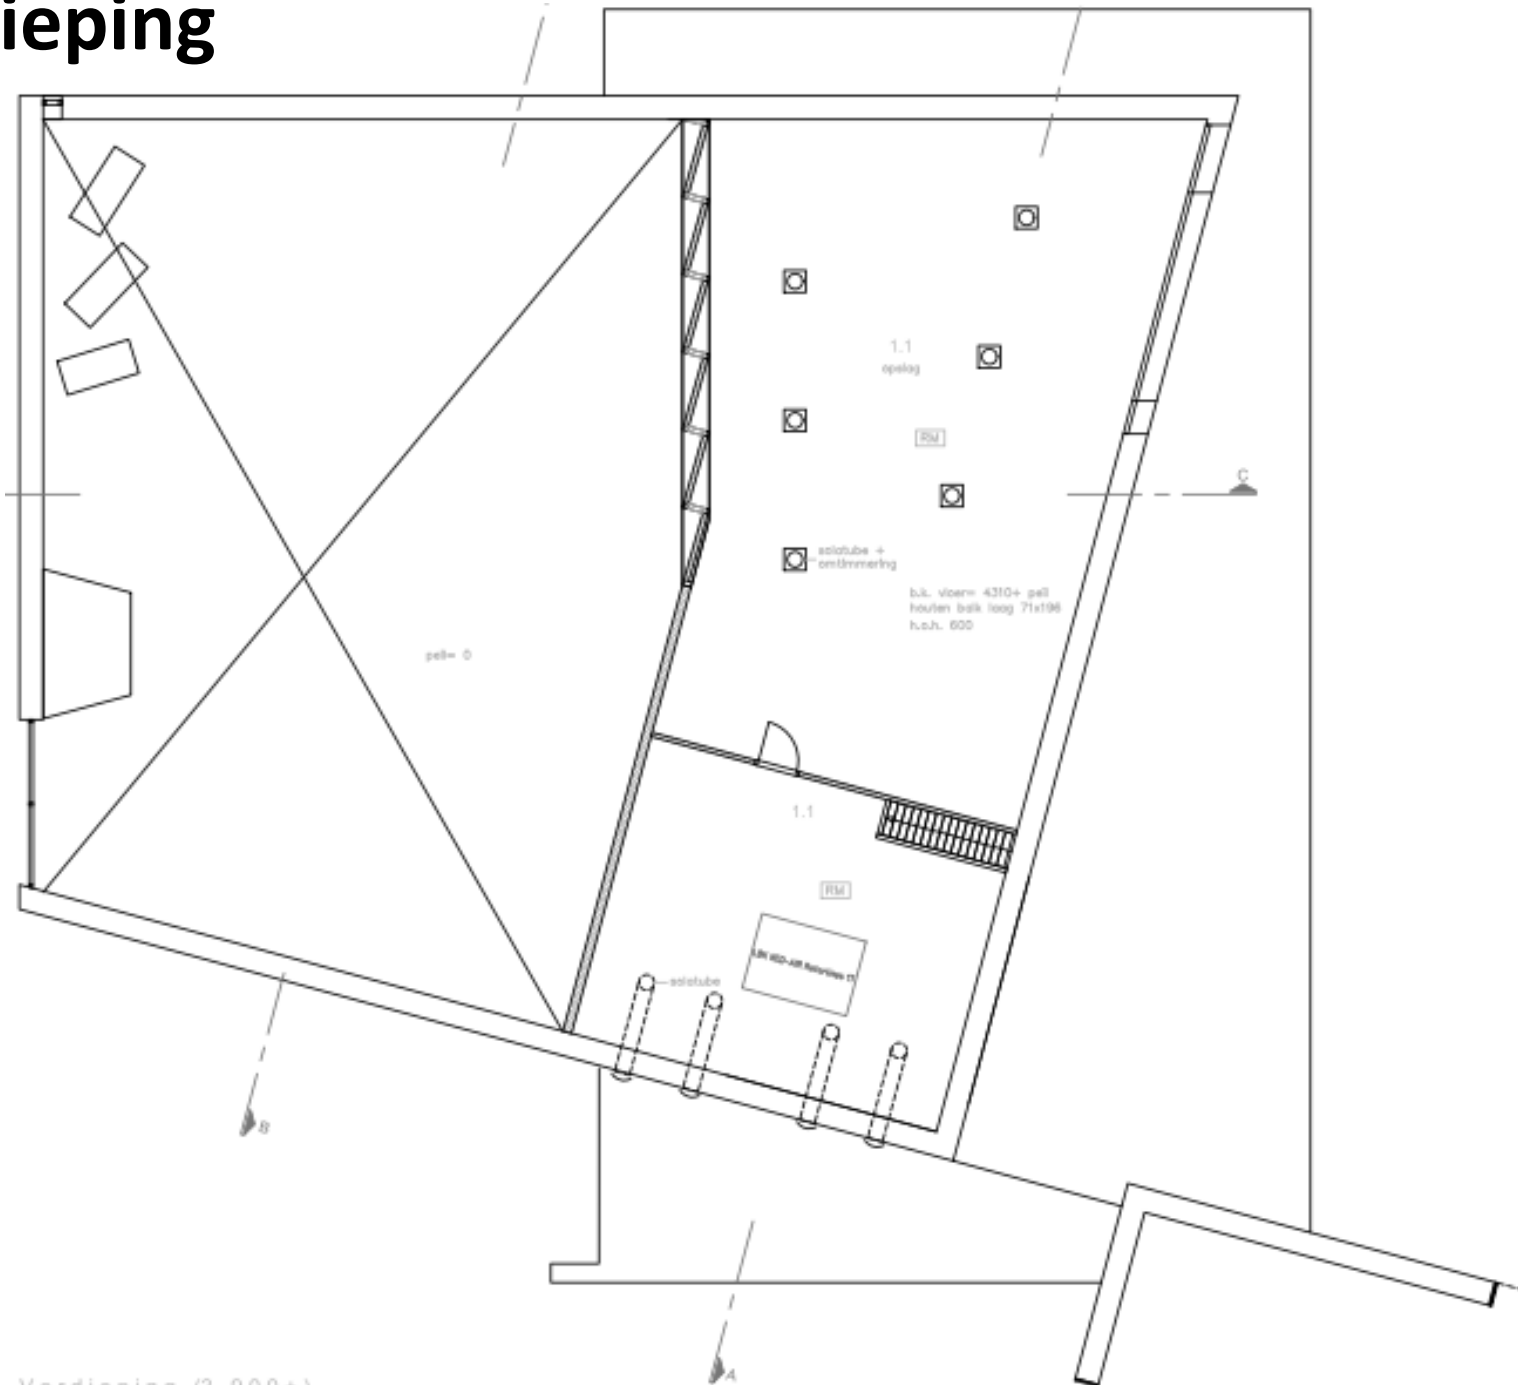 ieping
1.1
opslag
RM
C
solatube +
omtimmering
b.k. vloer= 4310+ peil
houten balk laag 71x196
h.o.h. 600
peil= 0
1.1
RM
solatube
B
A